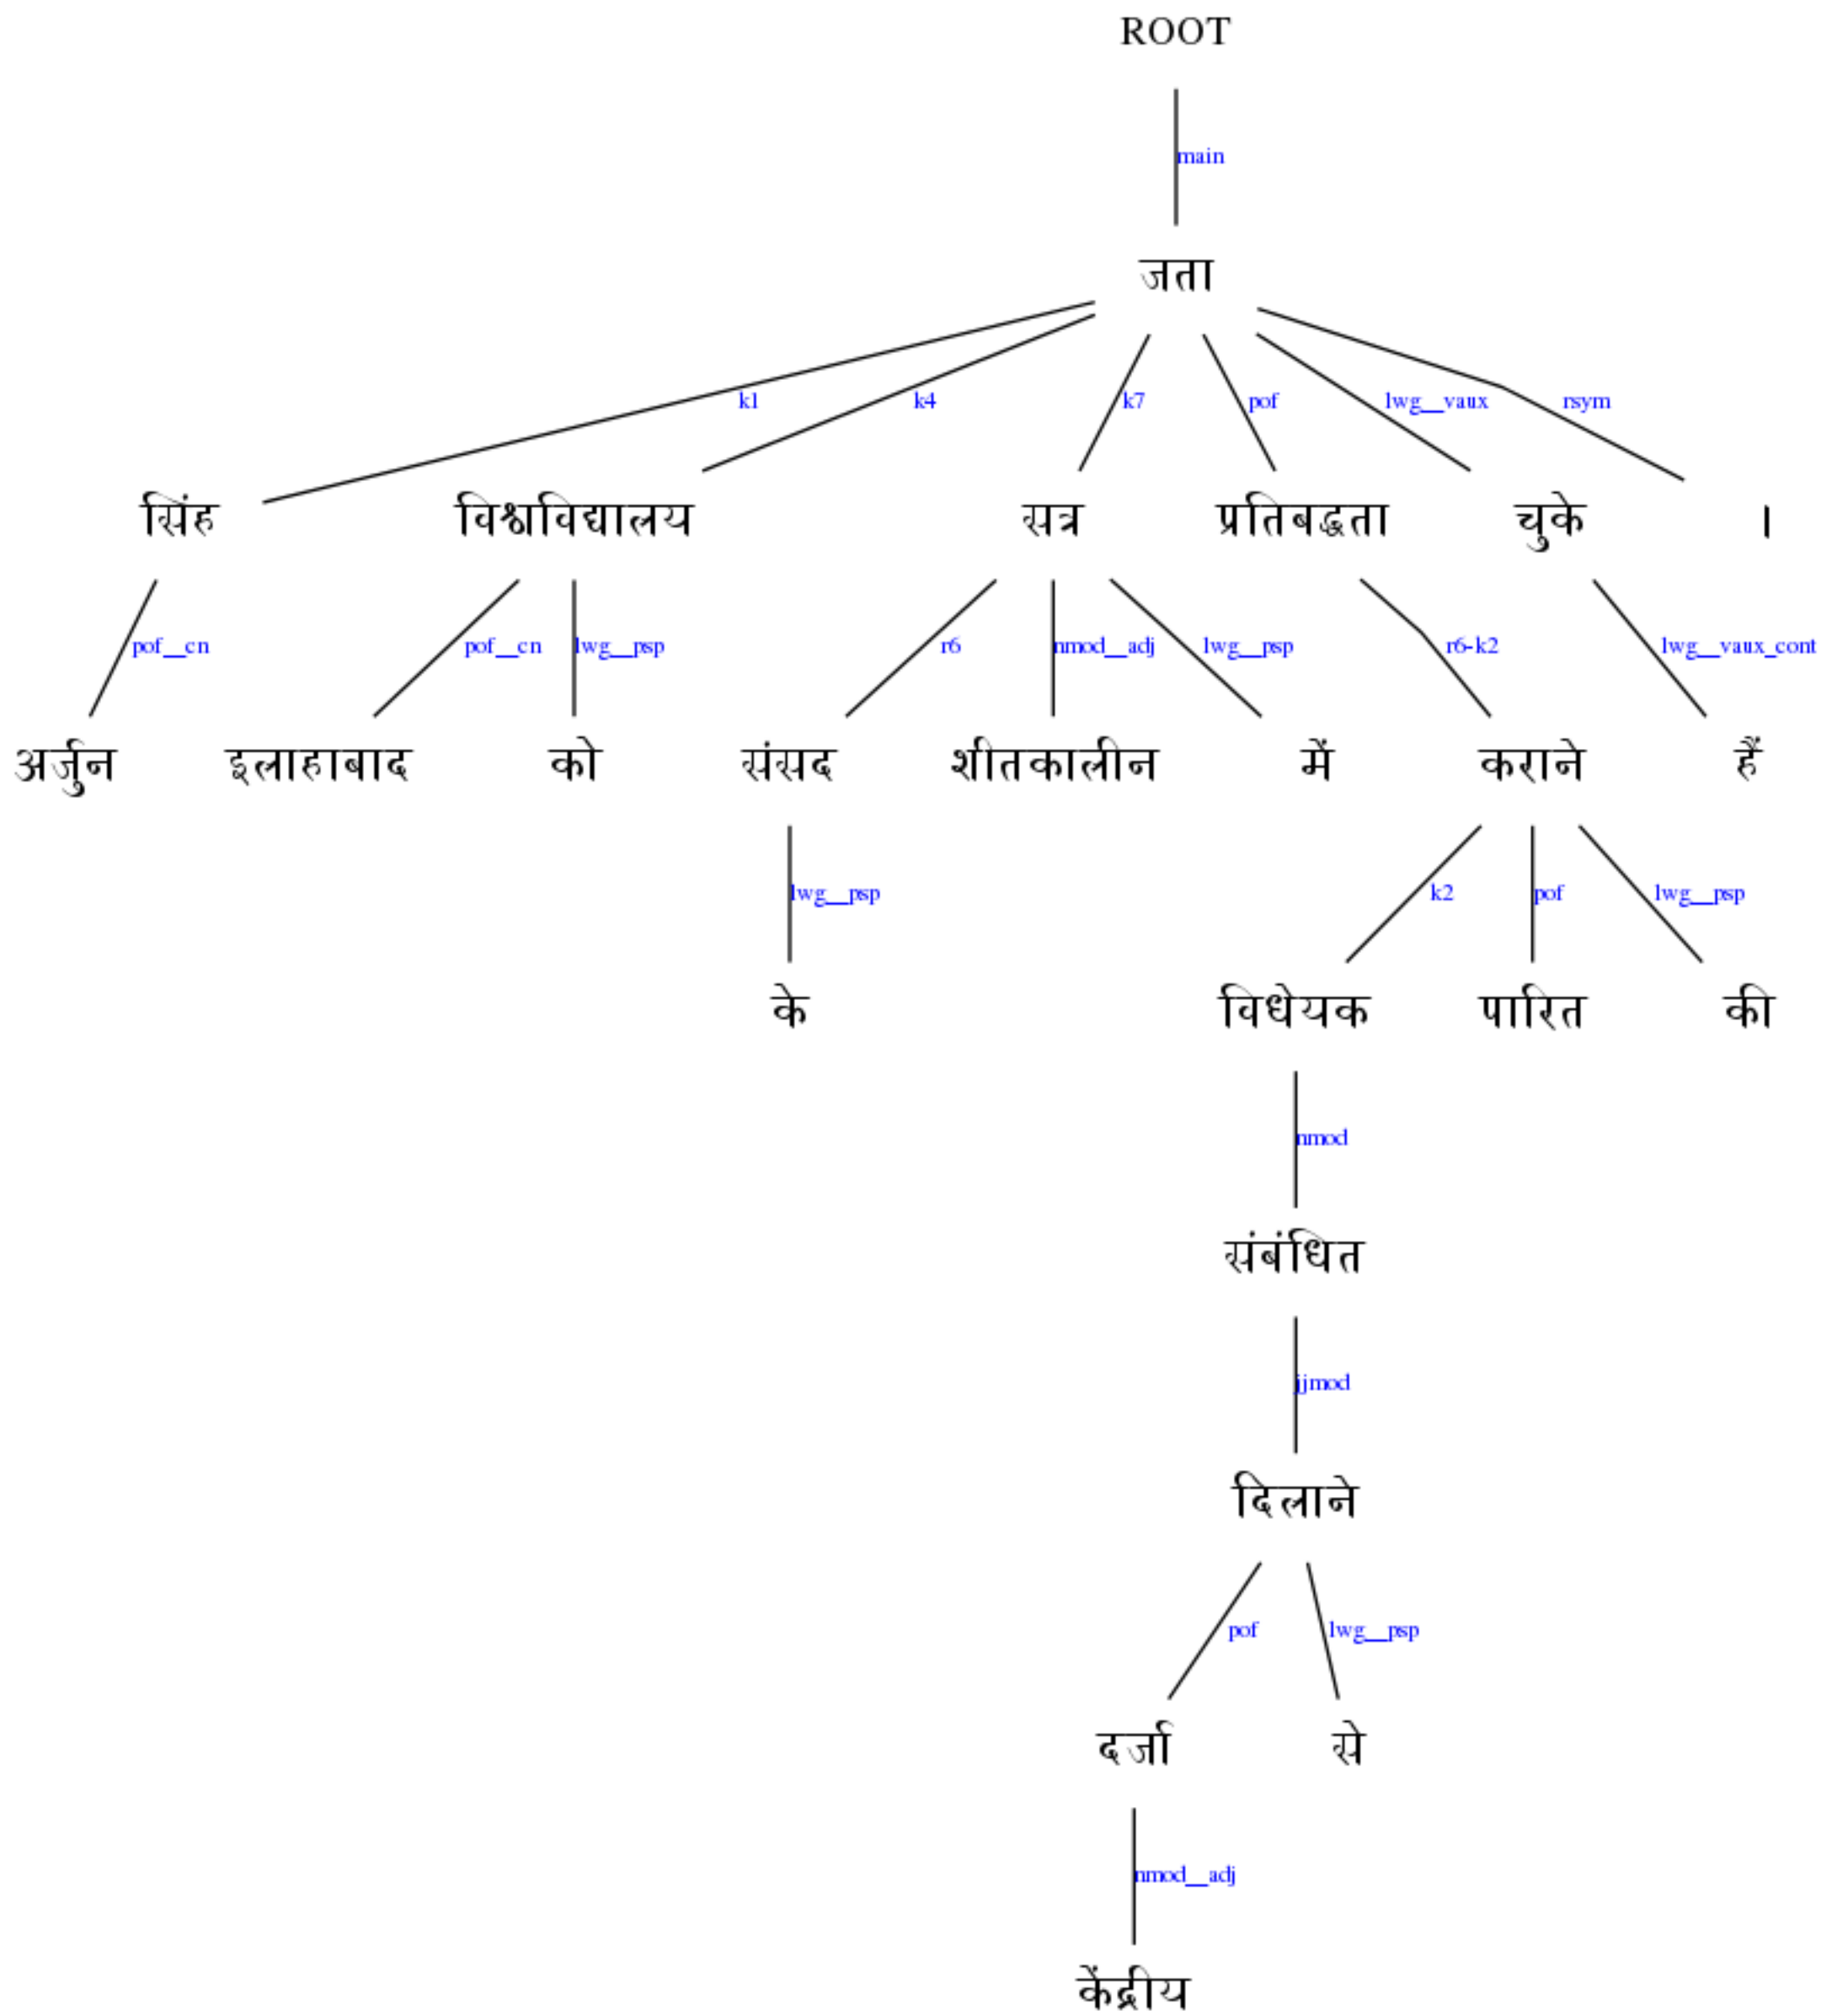 ROOT
main
जता
k1 k4 k7 pof lwg__vaux rsym
सिंह विश्वविद्यालय सत्र प्रतिबद्धता चुके ।
pof__cn pof__cn lwg__psp r6 nmod__adj lwg__psp r6-k2 lwg__vaux_cont
अर्जुन इलाहाबाद को संसद शीतकालीन में कराने हैं
lwg__psp k2 pof lwg__psp
के विधेयक पारित की
nmod
संबंधित
jjmod
दिलाने
pof lwg__psp
दर्जा से
nmod__adj
केंद्रीय